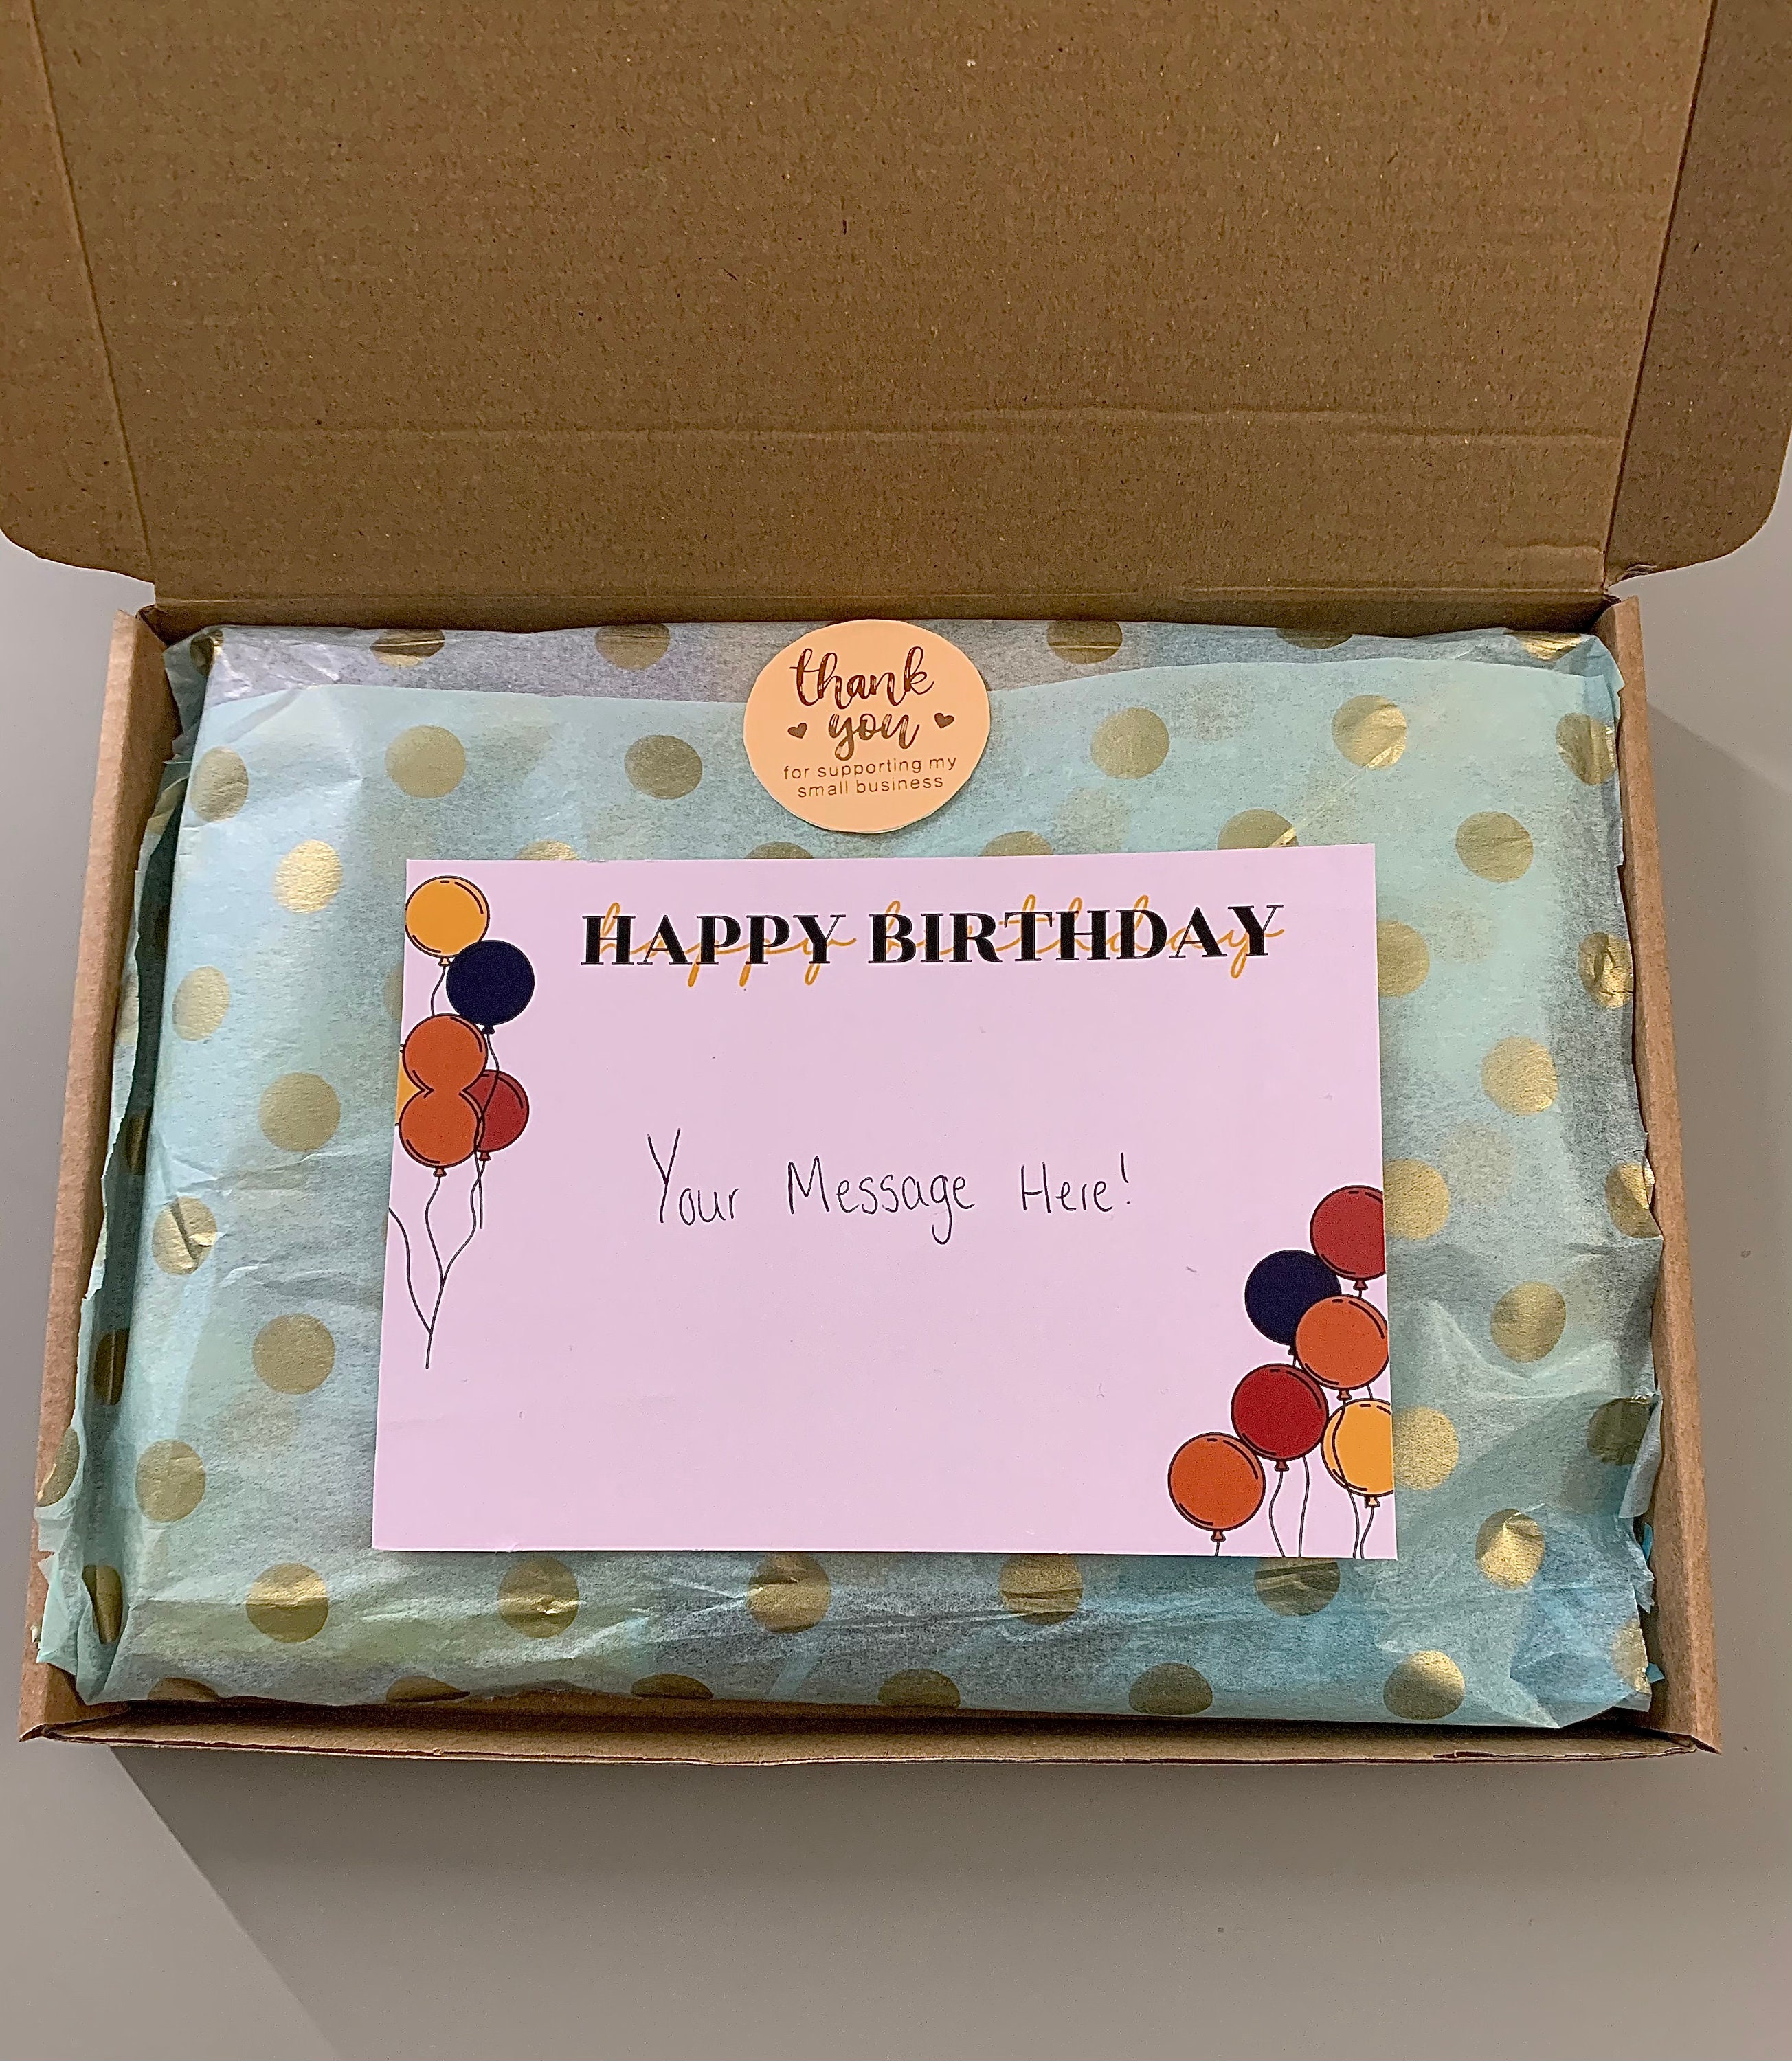 thank
you
for supporting my
small business
HAPPY BIRTHDAY
happy birthday
Your Message Here!